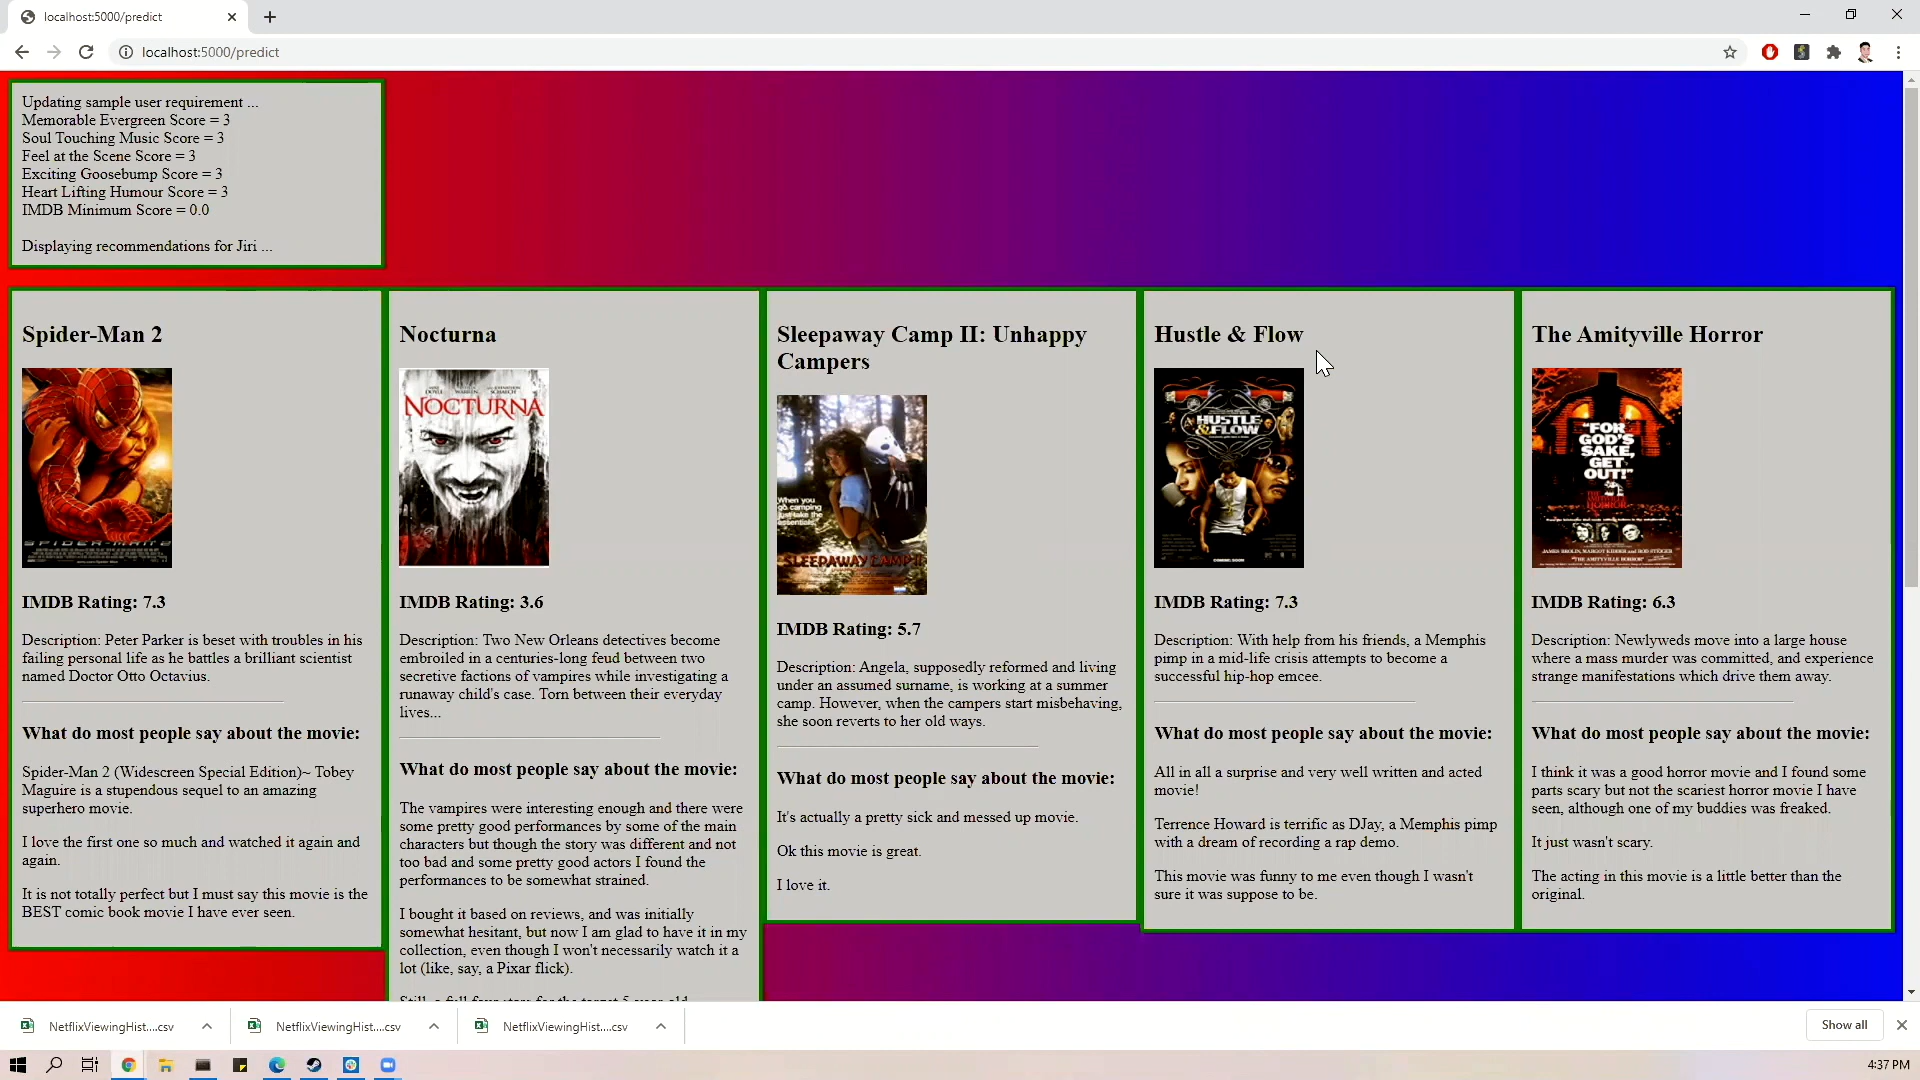 localhost:5000/predict
localhost:5000/predict
Updating sample user requirement ...
Memorable Evergreen Score = 3
Soul Touching Music Score = 3
Feel at the Scene Score = 3
Exciting Goosebump Score = 3
Heart Lifting Humour Score = 3
IMDB Minimum Score = 0.0
Displaying recommendations for Jiri ...
Spider-Man 2
IMDB Rating: 7.3
Description: Peter Parker is beset with troubles in his
failing personal life as he battles a brilliant scientist
named Doctor Otto Octavius.
What do most people say about the movie:
Spider-Man 2 (Widescreen Special Edition)~ Tobey
Maguire is a stupendous sequel to an amazing
superhero movie.
I love the first one so much and watched it again and
again.
It is not totally perfect but I must say this movie is the
BEST comic book movie I have ever seen.
Nocturna
NOCTURNA
IMDB Rating: 3.6
Description: Two New Orleans detectives become
embroiled in a centuries-long feud between two
secretive factions of vampires while investigating a
runaway child's case. Torn between their everyday
lives...
What do most people say about the movie:
The vampires were interesting enough and there were
some pretty good performances by some of the main
characters but though the story was different and not
too bad and some pretty good actors I found the
performances to be somewhat strained.
I bought it based on reviews, and was initially
somewhat hesitant, but now I am glad to have it in my
collection, even though I won't necessarily watch it a
lot (like, say, a Pixar flick).
Sleepaway Camp II: Unhappy
Campers
When you
go camping
just take the
essentials.
SLEEPAWAY CAMP II
IMDB Rating: 5.7
Description: Angela, supposedly reformed and living
under an assumed surname, is working at a summer
camp. However, when the campers start misbehaving,
she soon reverts to her old ways.
What do most people say about the movie:
It's actually a pretty sick and messed up movie.
Ok this movie is great.
I love it.
Hustle & Flow
HUSTLE
&FLOW
COMING SOON
IMDB Rating: 7.3
Description: With help from his friends, a Memphis
pimp in a mid-life crisis attempts to become a
successful hip-hop emcee.
What do most people say about the movie:
All in all a surprise and very well written and acted
movie!
Terrence Howard is terrific as DJay, a Memphis pimp
with a dream of recording a rap demo.
This movie was funny to me even though I wasn't
sure it was suppose to be.
The Amityville Horror
"FOR
GOD'S
SAKE,
GET
OUT!"
JAMES BROLIN, MARGOT KIDDER AND ROD STEIGER
"THE AMITYVILLE HORROR"
IMDB Rating: 6.3
Description: Newlyweds move into a large house
where a mass murder was committed, and experience
strange manifestations which drive them away.
What do most people say about the movie:
I think it was a good horror movie and I found some
parts scary but not the scariest horror movie I have
seen, although one of my buddies was freaked.
It just wasn't scary.
The acting in this movie is a little better than the
original.
NetflixViewingHist....csv
NetflixViewingHist....csv
NetflixViewingHist....csv
Show all
4:37 PM